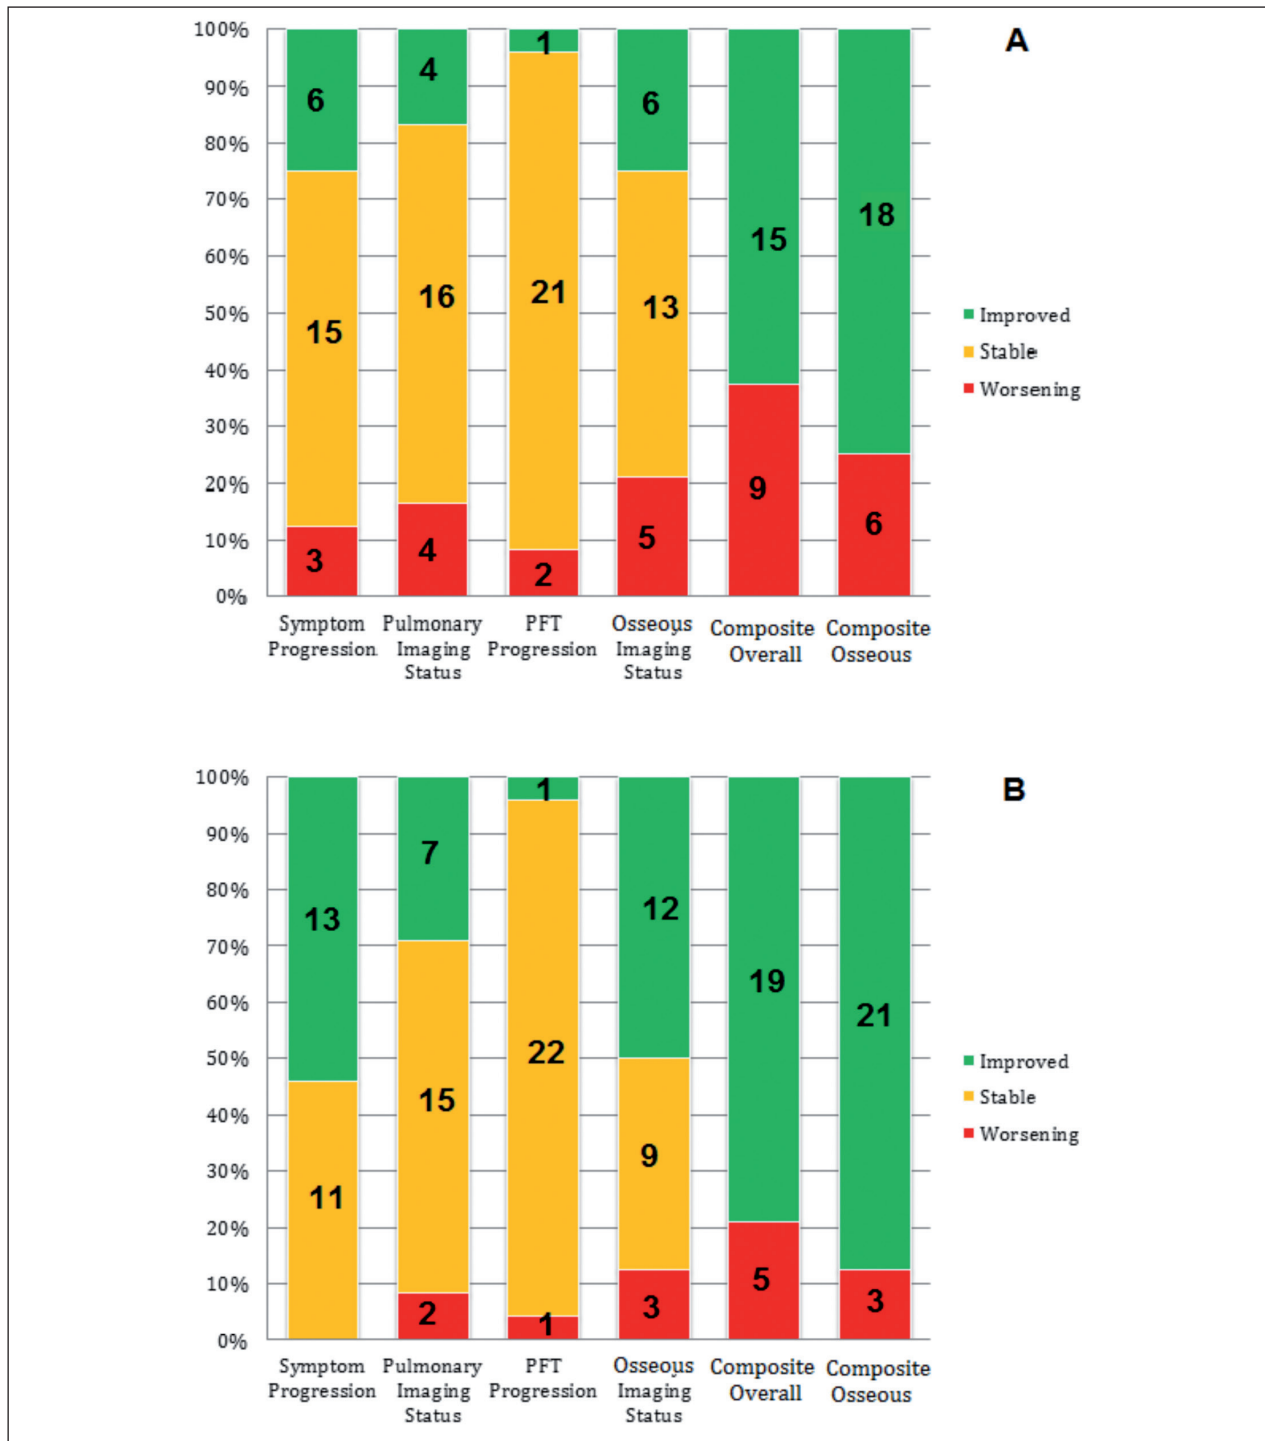 A
100%
90%
80%
70%
60%
50%
40%
30%
20%
10%
0%
6
15
3
4
16
4
1
21
2
6
13
5
15
9
18
6
Symptom
Progression
Pulmonary
Imaging
Status
PFT
Progression
Osseous
Imaging
Status
Composite
Overall
Composite
Osseous
Improved
Stable
Worsening
B
100%
90%
80%
70%
60%
50%
40%
30%
20%
10%
0%
13
11
7
15
2
1
22
1
12
9
3
19
5
21
3
Symptom
Progression
Pulmonary
Imaging
Status
PFT
Progression
Osseous
Imaging
Status
Composite
Overall
Composite
Osseous
Improved
Stable
Worsening